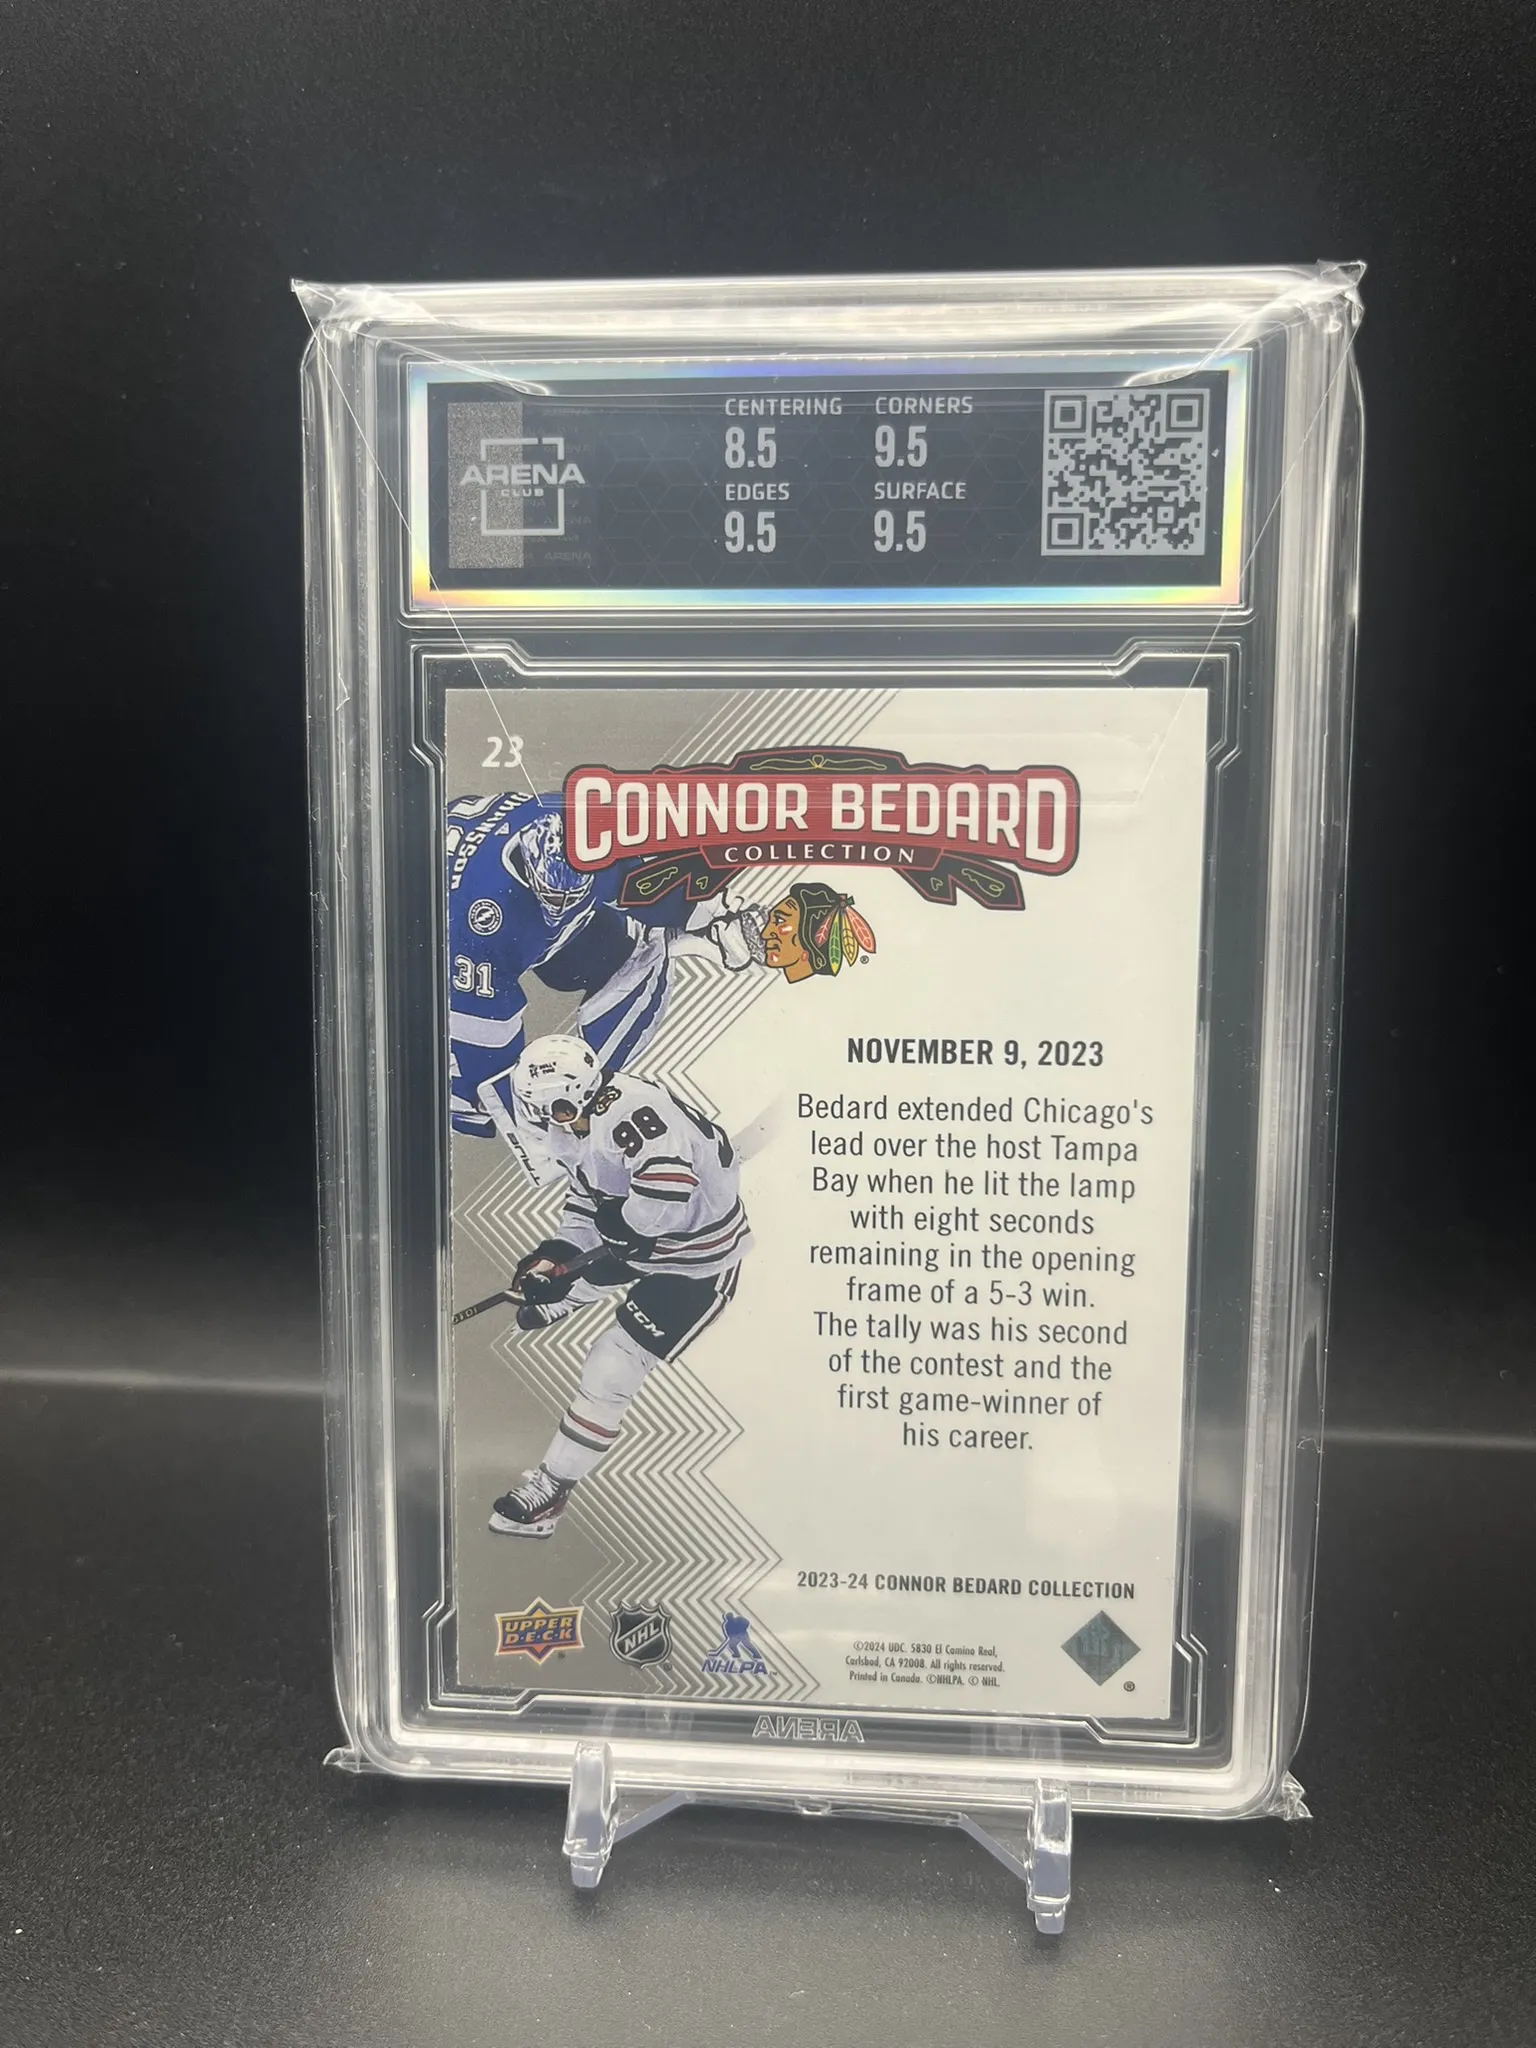 CENTERING CORNERS
8.5 9.5
EDGES SURFACE
9.5 9.5
ARENA
CLUB
23
CONNOR BEDARD
COLLECTION
31
98
TRUE
CCM
NOVEMBER 9, 2023
Bedard extended Chicago's
lead over the host Tampa
Bay when he lit the lamp
with eight seconds
remaining in the opening
frame of a 5-3 win.
The tally was his second
of the contest and the
first game-winner of
his career.
2023-24 CONNOR BEDARD COLLECTION
UPPER
D·E·C·K
NHL
NHLPA™
©2024 UDC. 5830 El Camino Real,
Carlsbad, CA 92008. All rights reserved.
Printed in Canada. ©NHLPA. © NHL.
ARENA